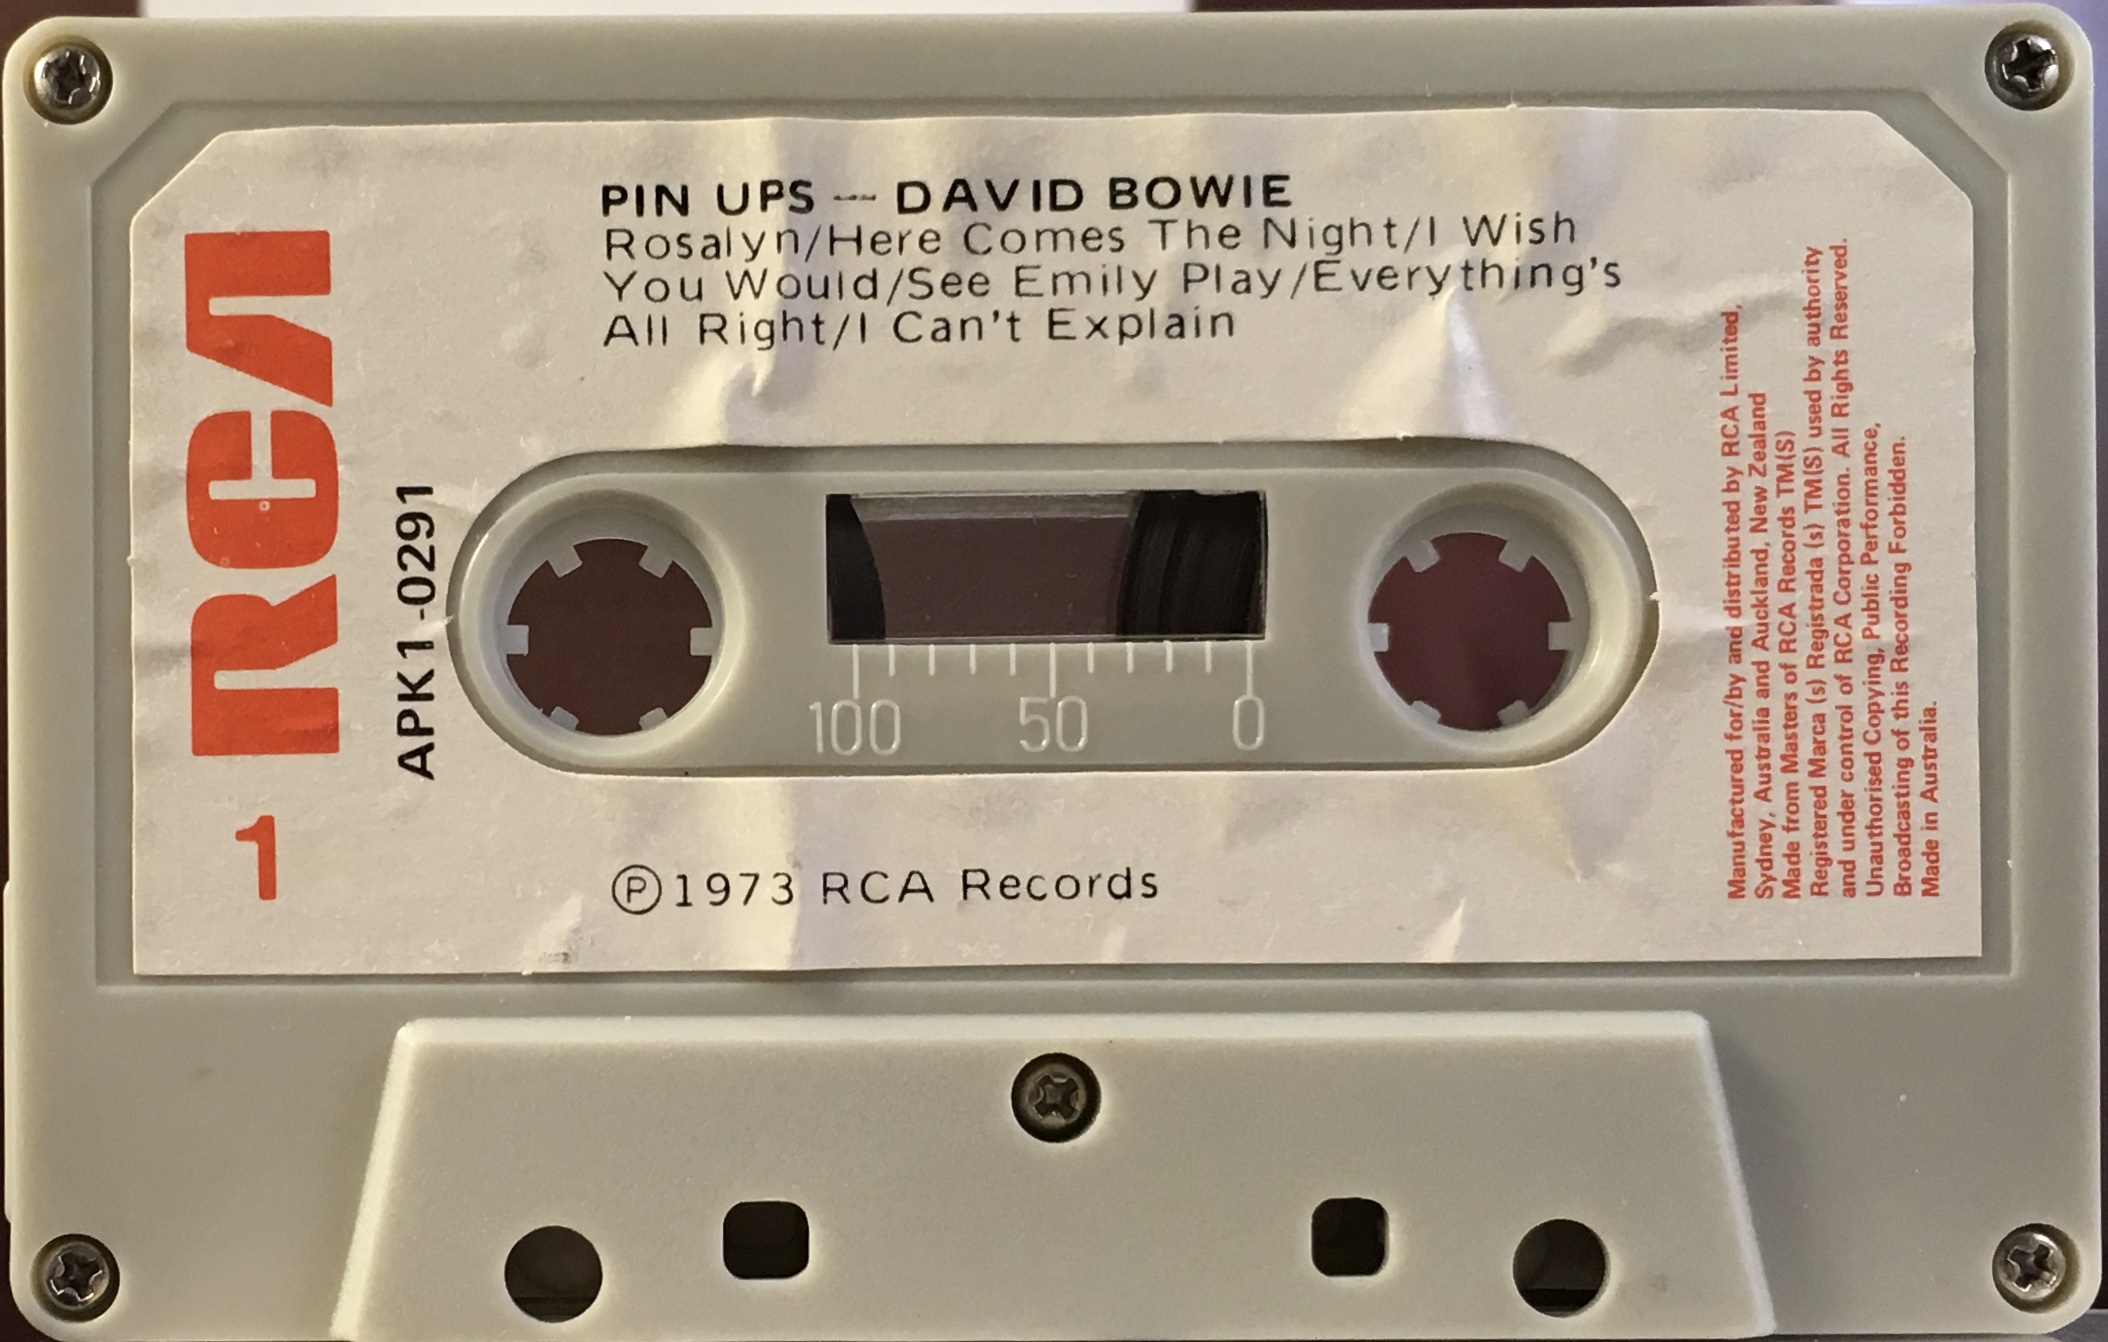 PIN UPS -- DAVID BOWIE
Rosalyn/Here Comes The Night/I Wish
You Would/See Emily Play/Everything's
All Right/I Can't Explain
RCA
1
APK1-0291
100 50 0
Ⓟ1973 RCA Records
Manufactured for/by and distributed by RCA Limited,
Sydney, Australia and Auckland, New Zealand
Made from Masters of RCA Records TM(S)
Registered Marca (s) Registrada (s) TM(S) used by authority
and under control of RCA Corporation. All Rights Reserved.
Unauthorised Copying, Public Performance,
Broadcasting of this Recording Forbidden.
Made in Australia.